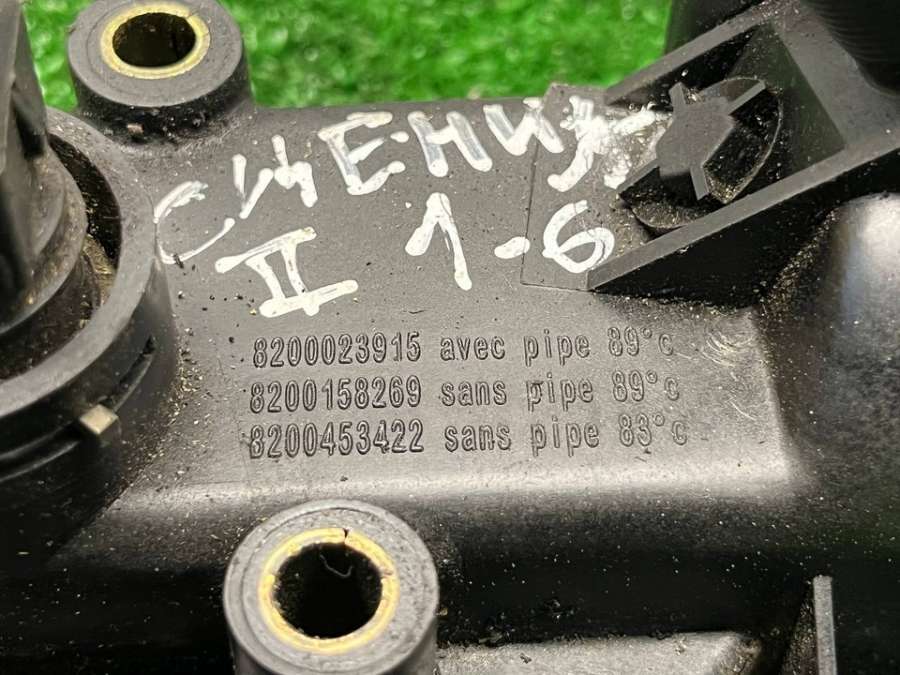 СЦЕНИК
II 1-6
8200023915 avec pipe 89°c
8200158269 sans pipe 89°c
8200453422 sans pipe 83°c